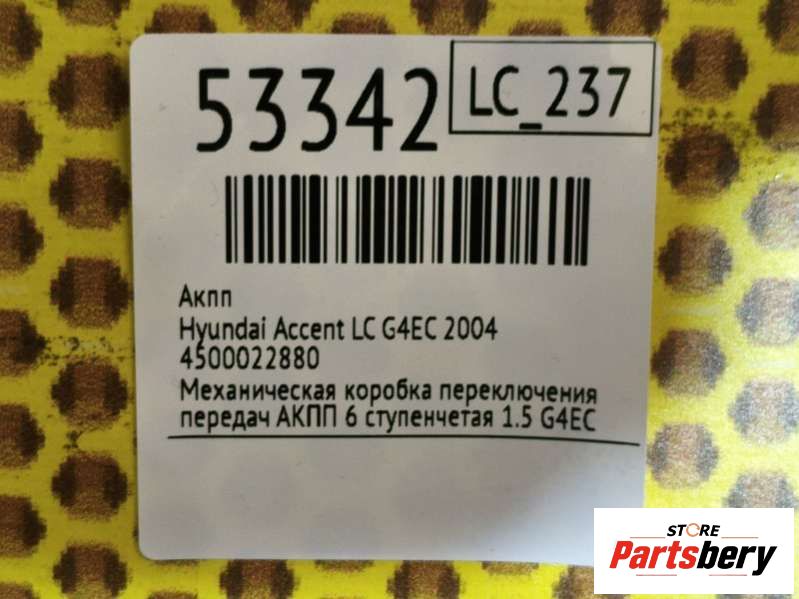 53342
LC_237
Акпп
Hyundai Accent LC G4EC 2004
4500022880
Механическая коробка переключения
передач АКПП 6 ступенчетая 1.5 G4EC
STORE
Partsbery